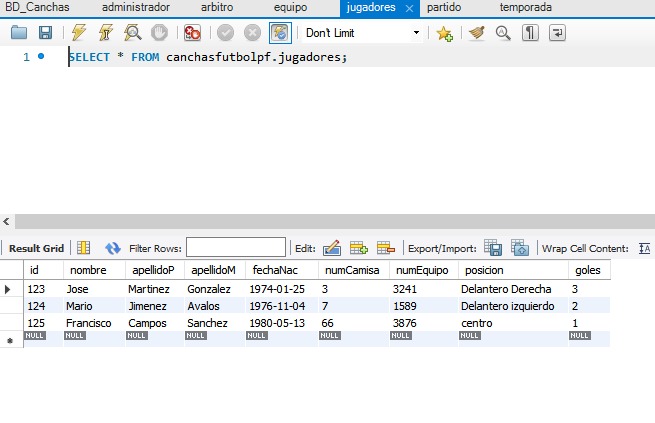 BD_Canchas administrador arbitro equipo jugadores partido temporada
Don't Limit
1 SELECT * FROM canchasfutbolpf.jugadores;
Result Grid Filter Rows: Edit: Export/Import: Wrap Cell Content:
id nombre apellidoP apellidoM fechaNac numCamisa numEquipo posicion goles
123 Jose Martinez Gonzalez 1974-01-25 3 3241 Delantero Derecha 3
124 Mario Jimenez Avalos 1976-11-04 7 1589 Delantero izquierdo 2
125 Francisco Campos Sanchez 1980-05-13 66 3876 centro 1
NULL NULL NULL NULL NULL NULL NULL NULL NULL